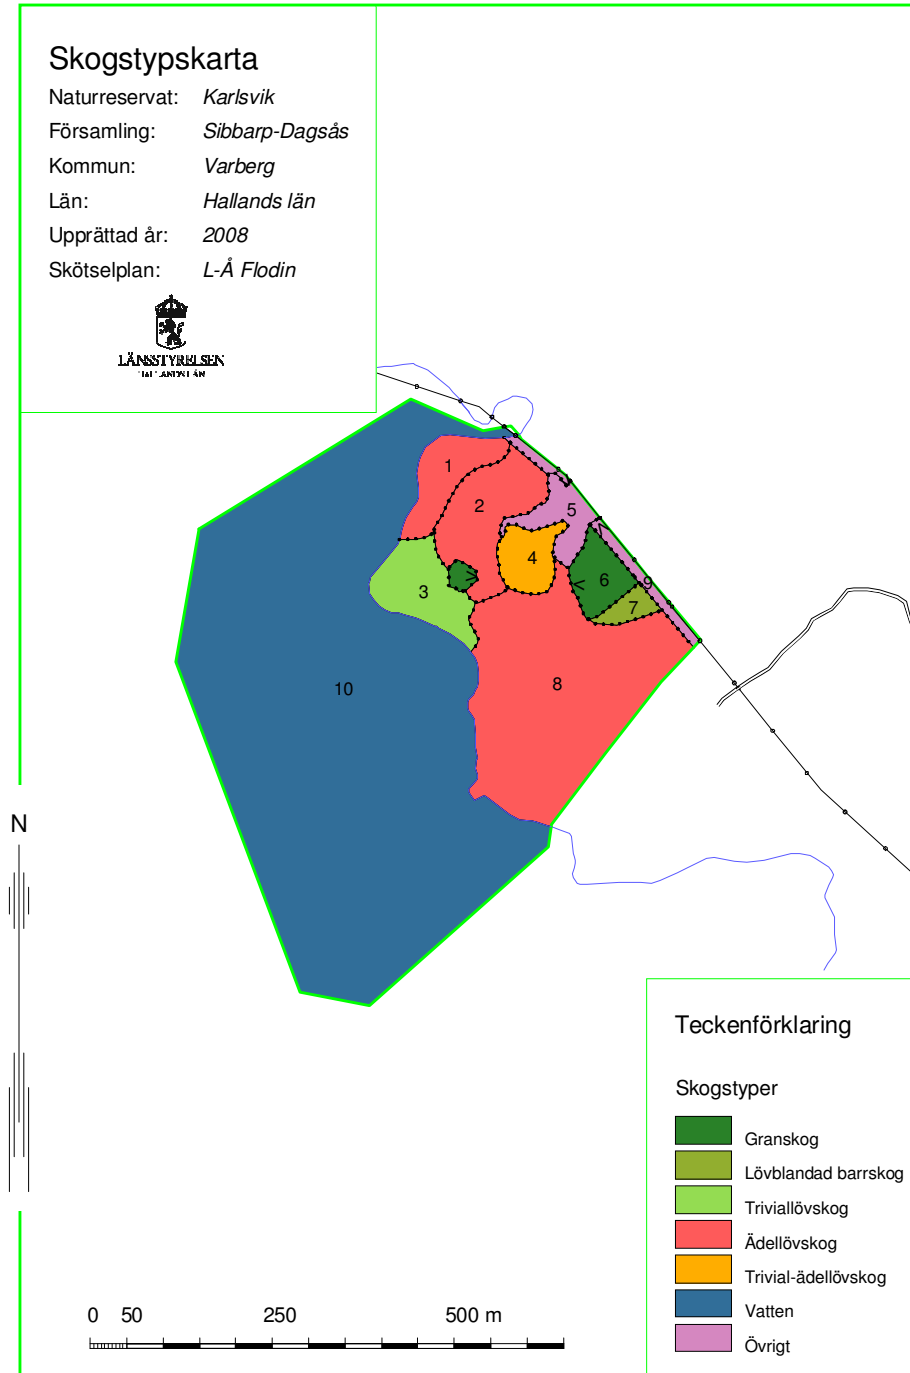 Skogstypskarta
Naturreservat: Karlsvik
Församling: Sibbarp-Dagsås
Kommun: Varberg
Län: Hallands län
Upprättad år: 2008
Skötselplan: L-Å Flodin
LÄNSSTYRELSEN
HALLANDS LÄN
1
2
5
4
3
6
9
7
8
10
N
Teckenförklaring
Skogstyper
Granskog
Lövblandad barrskog
Triviallövskog
Ädellövskog
Trivial-ädellövskog
Vatten
Övrigt
0 50 250 500 m